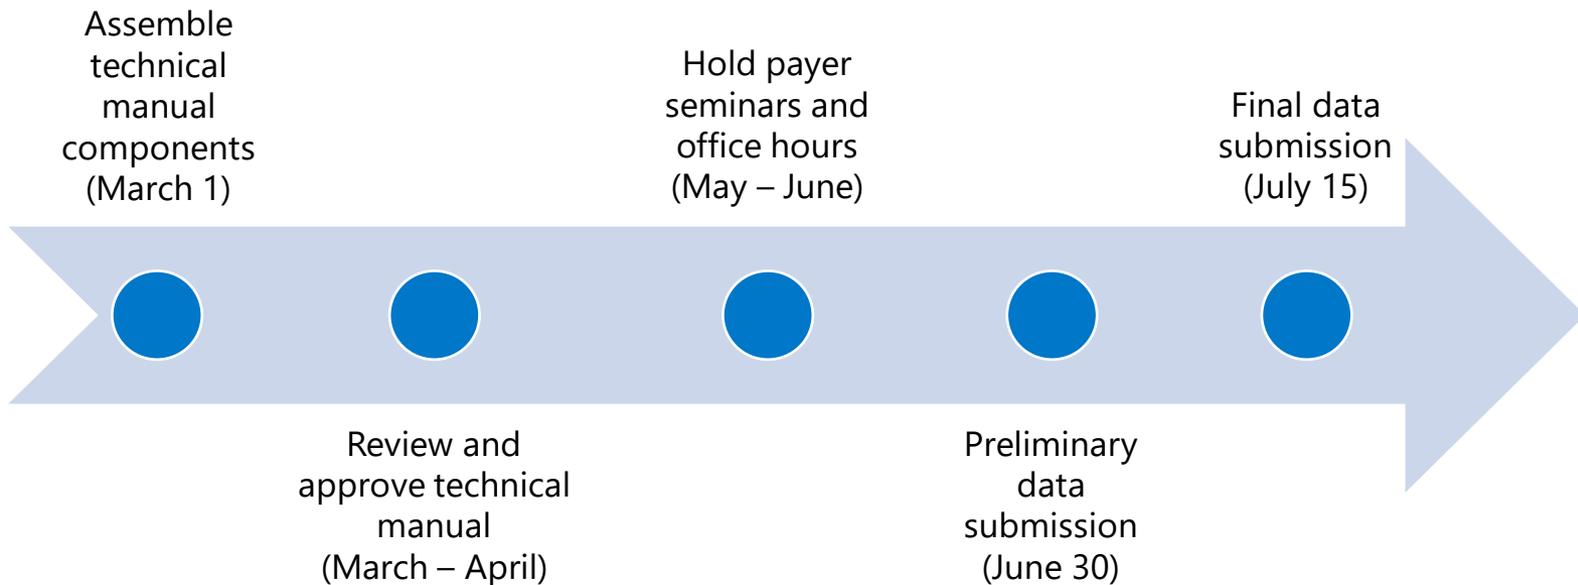 Assemble
technical
manual
components
(March 1)
Review and
approve technical
manual
(March – April)
Hold payer
seminars and
office hours
(May – June)
Preliminary
data
submission
(June 30)
Final data
submission
(July 15)